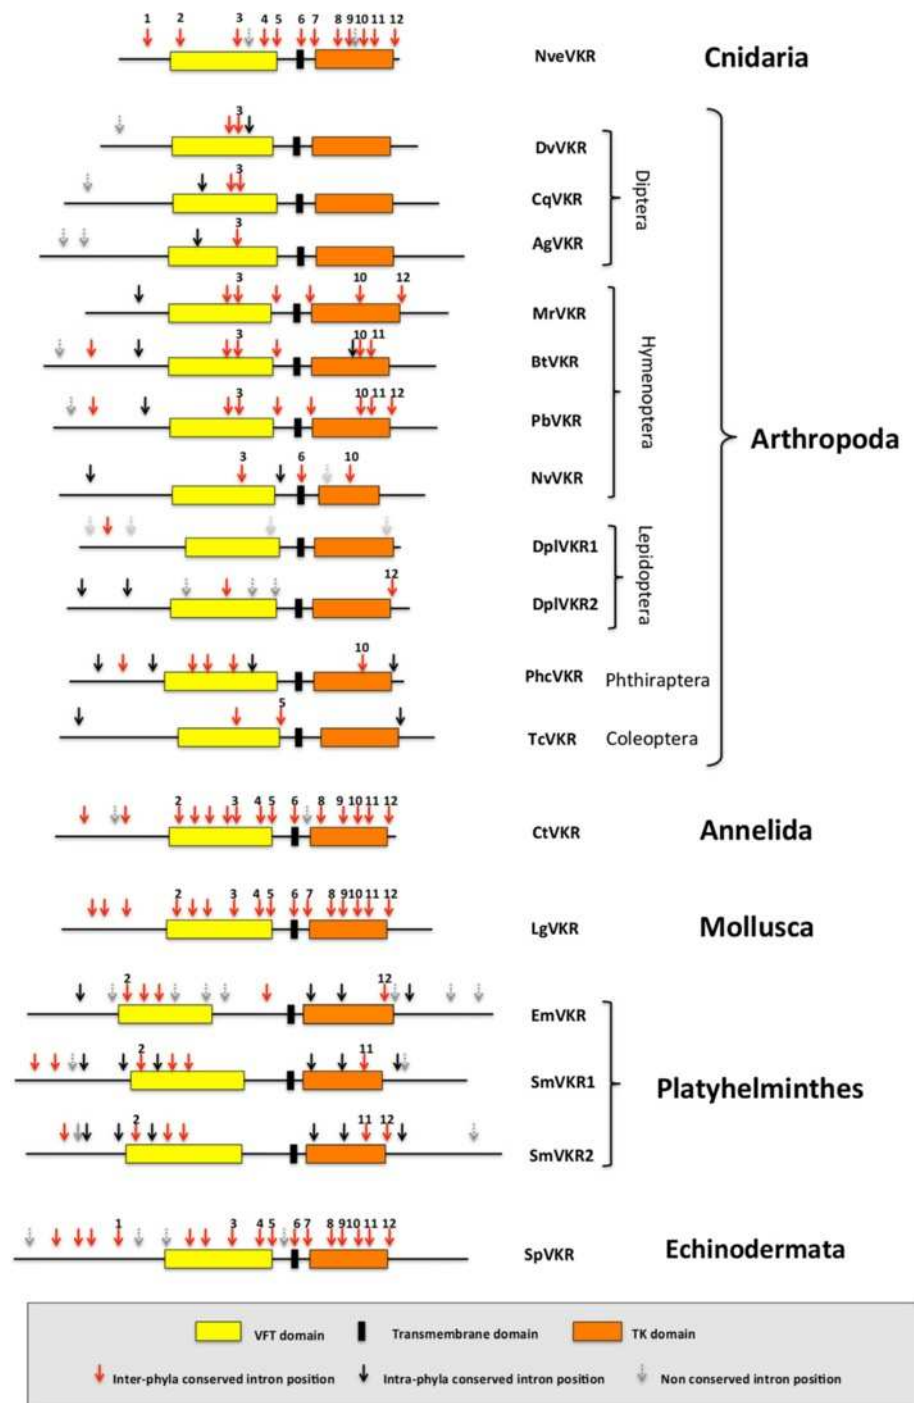 1 2 3 4 5 6 7 8 9 10 11 12
NveVKR Cnidaria
3
DvVKR
3
CqVKR
Diptera
3
AgVKR
3 10 12
MrVKR
3 10 11
BtVKR
Hymenoptera
3 10 11 12
PbVKR
Arthropoda
3 6 10
NvVKR
DplVKR1
Lepidoptera
12
DplVKR2
10
PhcVKR Phthiraptera
5
TcVKR Coleoptera
2 3 4 5 6 8 9 10 11 12
CtVKR Annelida
2 3 4 5 6 7 8 9 10 11 12
LgVKR Mollusca
2 12
EmVKR
2 11
SmVKR1 Platyhelminthes
2 11 12
SmVKR2
1 3 4 5 6 7 8 9 10 11 12
SpVKR Echinodermata
VFT domain Transmembrane domain TK domain
Inter-phyla conserved intron position Intra-phyla conserved intron position Non conserved intron position